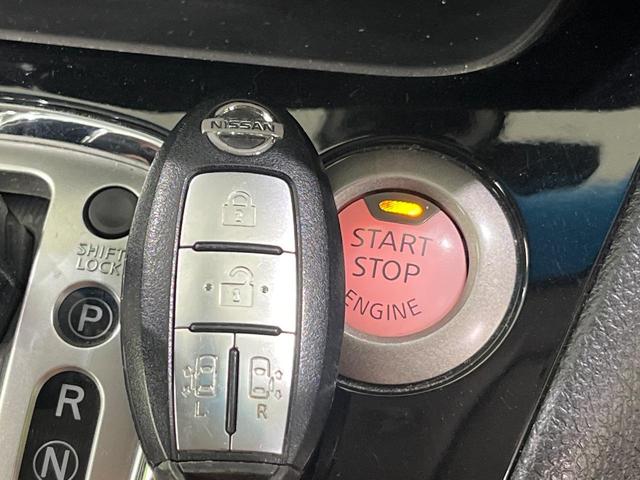 NISSAN
SHIFT
LOCK
P
R
N
L
R
START
STOP
ENGINE